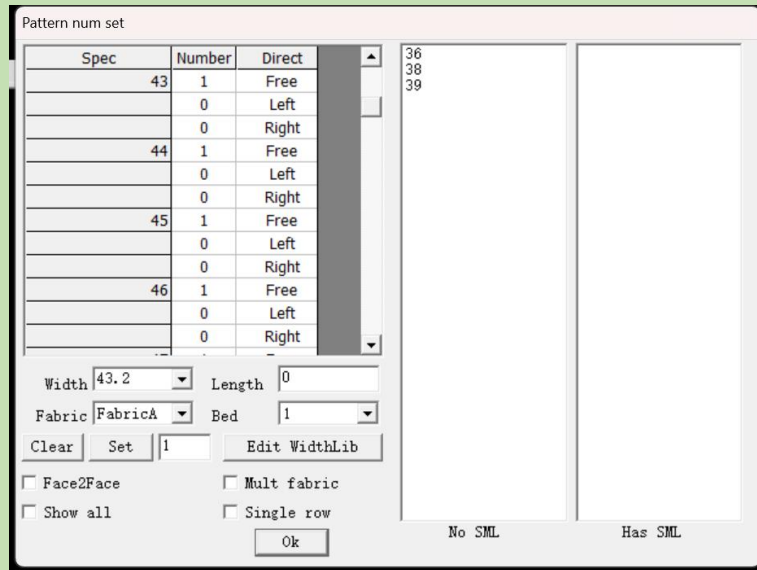 Pattern num set
Spec Number Direct
43 1 Free
0 Left
0 Right
44 1 Free
0 Left
0 Right
45 1 Free
0 Left
0 Right
46 1 Free
0 Left
0 Right
36
38
39
Width 43.2 Length 0
Fabric FabricA Bed 1
Clear Set 1 Edit WidthLib
Face2Face Mult fabric
Show all Single row
Ok
No SML Has SML